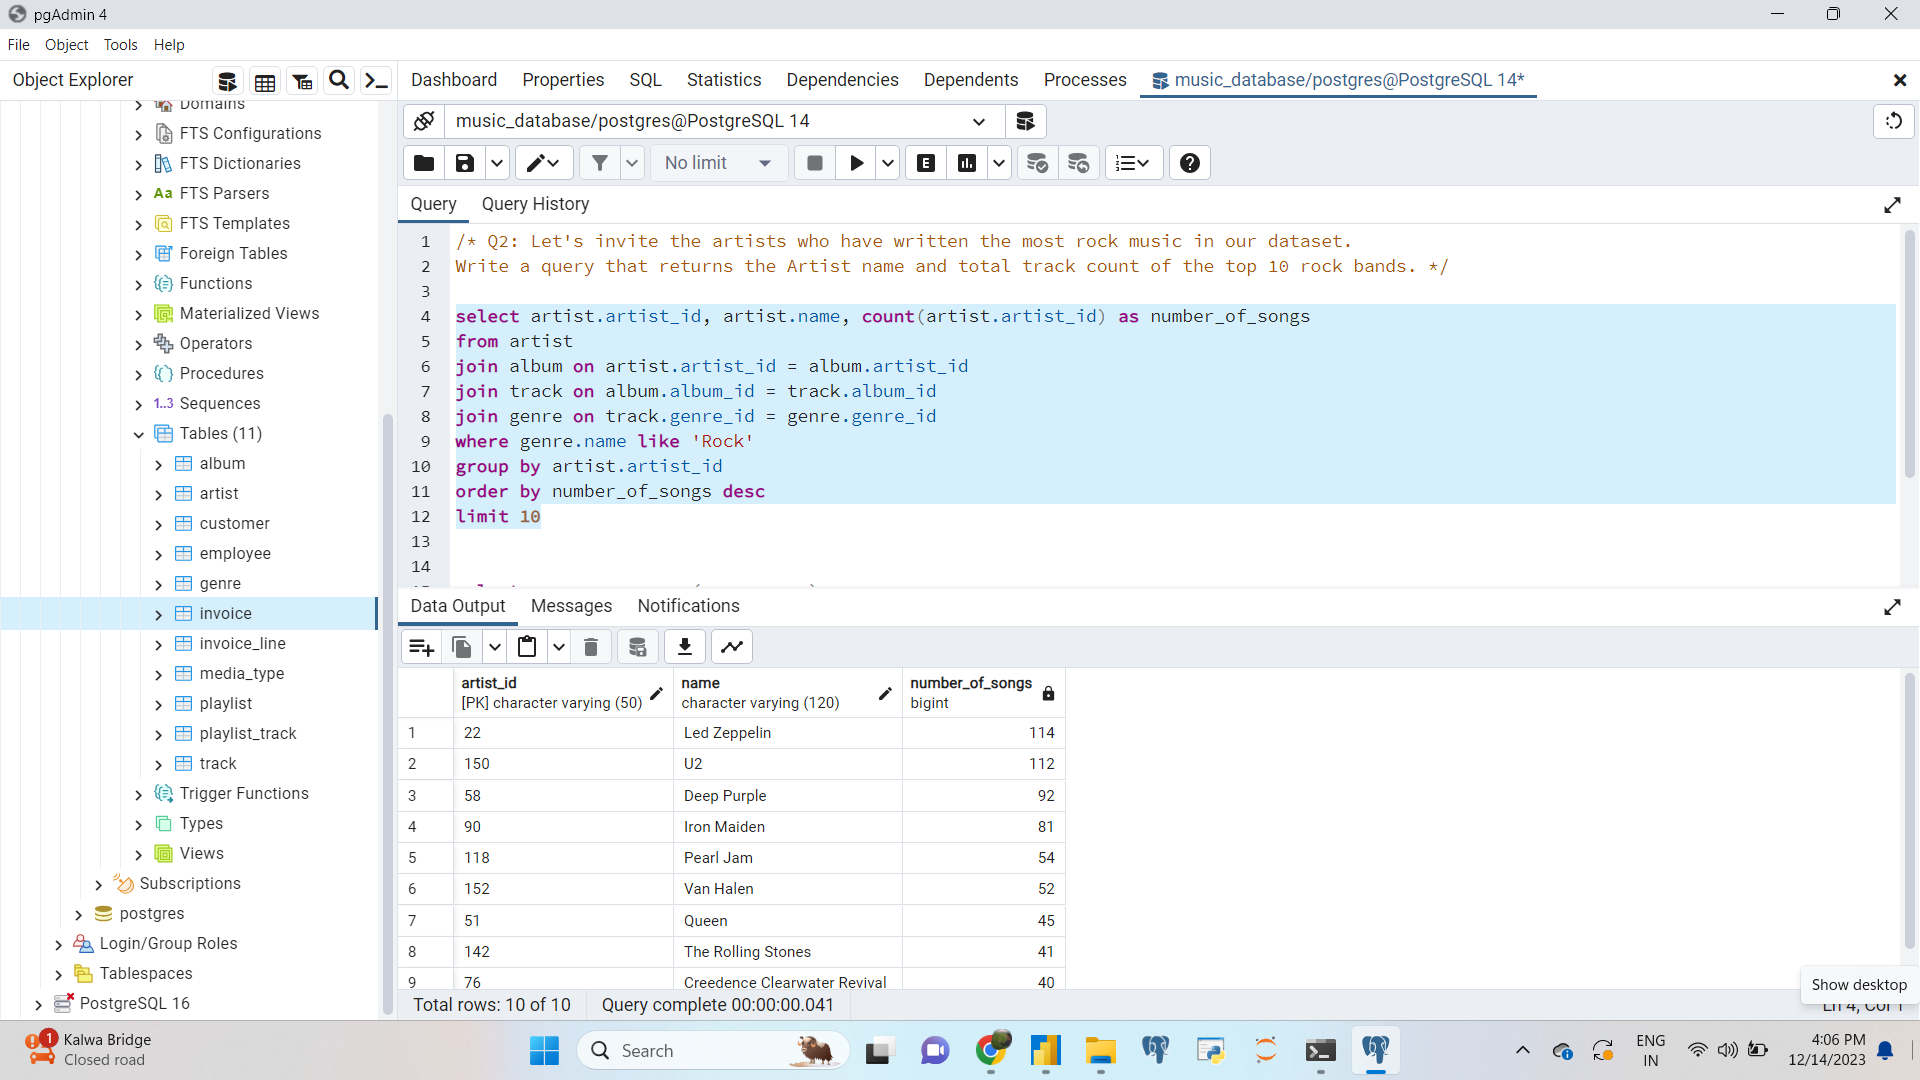 pgAdmin 4
File Object Tools Help
Object Explorer
Dashboard Properties SQL Statistics Dependencies Dependents Processes music_database/postgres@PostgreSQL 14*
Domains
FTS Configurations
FTS Dictionaries
Aa FTS Parsers
FTS Templates
Foreign Tables
Functions
Materialized Views
Operators
Procedures
1..3 Sequences
Tables (11)
album
artist
customer
employee
genre
invoice
invoice_line
media_type
playlist
playlist_track
track
Trigger Functions
Types
Views
Subscriptions
postgres
Login/Group Roles
Tablespaces
PostgreSQL 16
music_database/postgres@PostgreSQL 14
No limit
E
Query Query History
1 /* Q2: Let's invite the artists who have written the most rock music in our dataset.
2 Write a query that returns the Artist name and total track count of the top 10 rock bands. */
3
4 select artist.artist_id, artist.name, count(artist.artist_id) as number_of_songs
5 from artist
6 join album on artist.artist_id = album.artist_id
7 join track on album.album_id = track.album_id
8 join genre on track.genre_id = genre.genre_id
9 where genre.name like 'Rock'
10 group by artist.artist_id
11 order by number_of_songs desc
12 limit 10
13
14
Data Output Messages Notifications
artist_id name number_of_songs
[PK] character varying (50) character varying (120) bigint
1 22 Led Zeppelin 114
2 150 U2 112
3 58 Deep Purple 92
4 90 Iron Maiden 81
5 118 Pearl Jam 54
6 152 Van Halen 52
7 51 Queen 45
8 142 The Rolling Stones 41
9 76 Creedence Clearwater Revival 40
Show desktop
Total rows: 10 of 10 Query complete 00:00:00.041 Ln 4, Col 1
1 Kalwa Bridge
Closed road
Search
ENG
IN
4:06 PM
12/14/2023